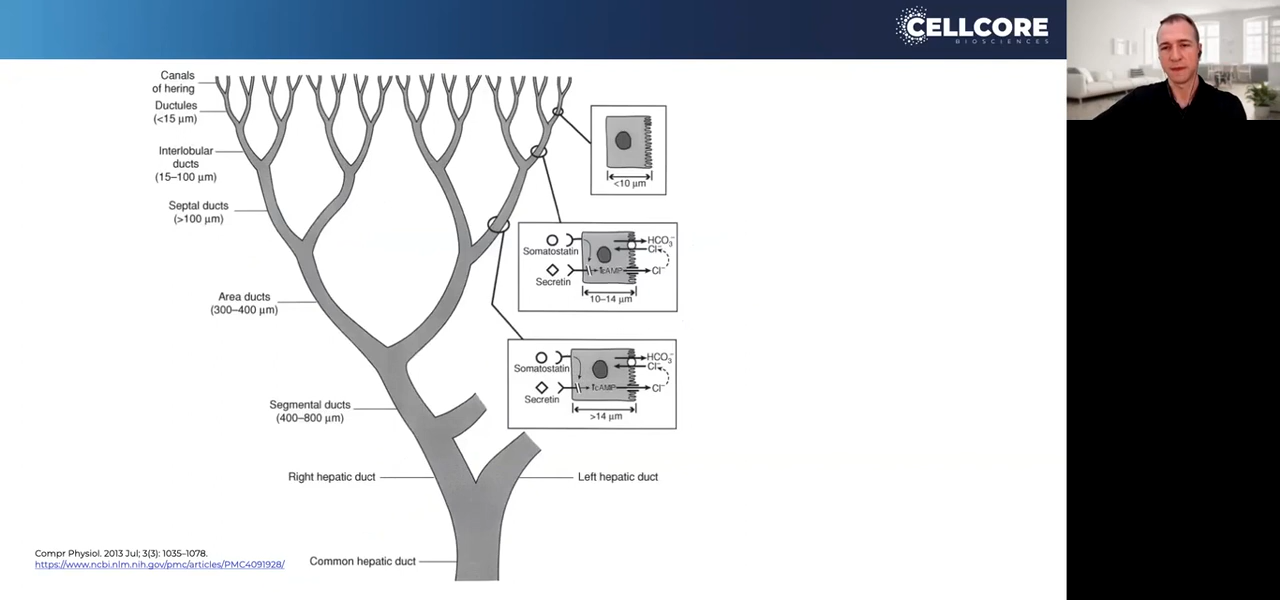 CELLCORE
BIOSCIENCES
Canals
of hering
Ductules
(<15 μm)
Interlobular
ducts
(15–100 μm)
Septal ducts
(>100 μm)
Area ducts
(300–400 μm)
Segmental ducts
(400–800 μm)
Right hepatic duct
Left hepatic duct
Common hepatic duct
<10 μm
Somatostatin
Secretin
cAMP
HCO₃⁻
Cl⁻
Cl⁻
10–14 μm
Somatostatin
Secretin
cAMP
HCO₃⁻
Cl⁻
Cl⁻
>14 μm
Compr Physiol. 2013 Jul; 3(3): 1035–1078.
https://www.ncbi.nlm.nih.gov/pmc/articles/PMC4091928/